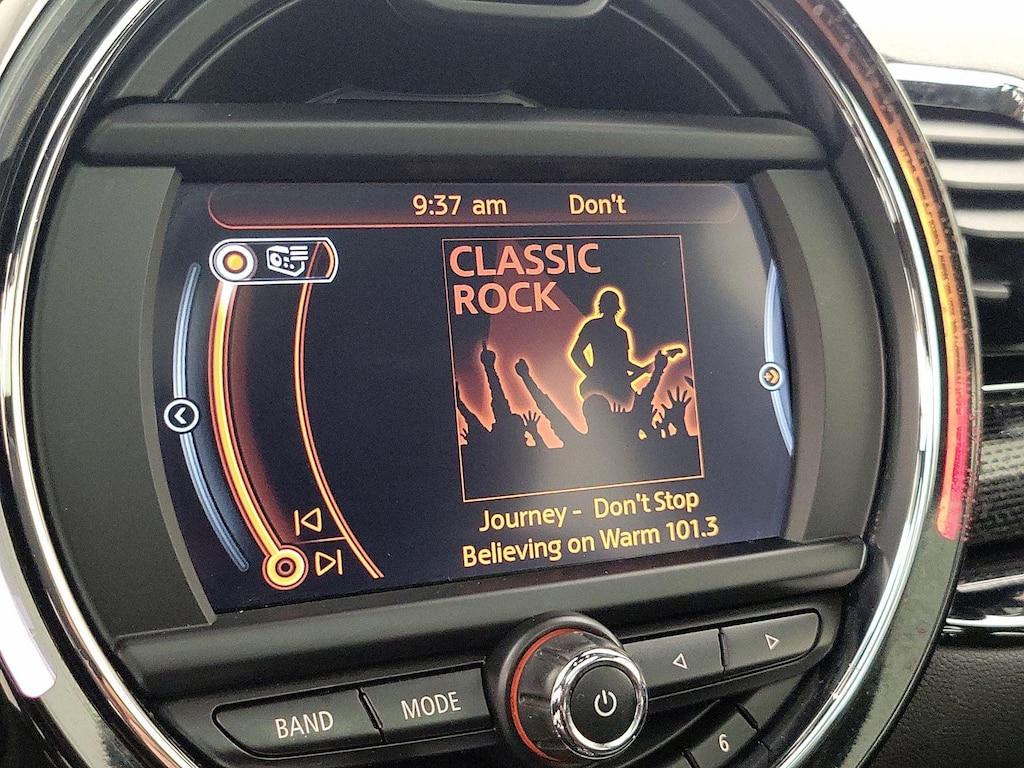 9:37 am Don't
CLASSIC
ROCK
Journey - Don't Stop
Believing on Warm 101.3
BAND MODE
6